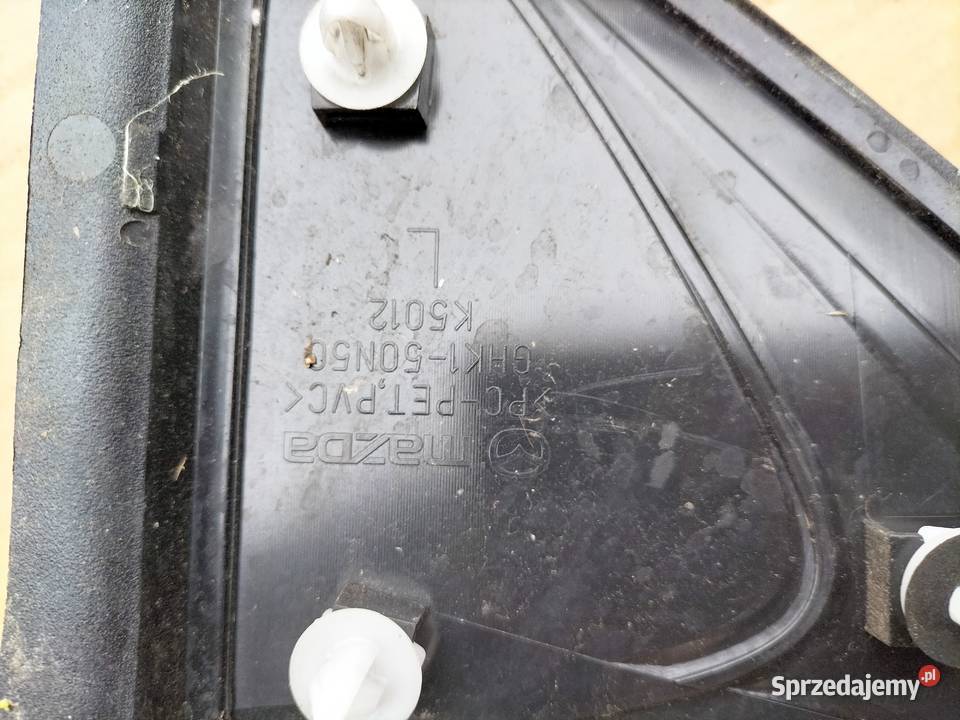 mazda
>PC-PET,PVC<
GHK1-50N50
K5012
L
Sprzedajemy.pl